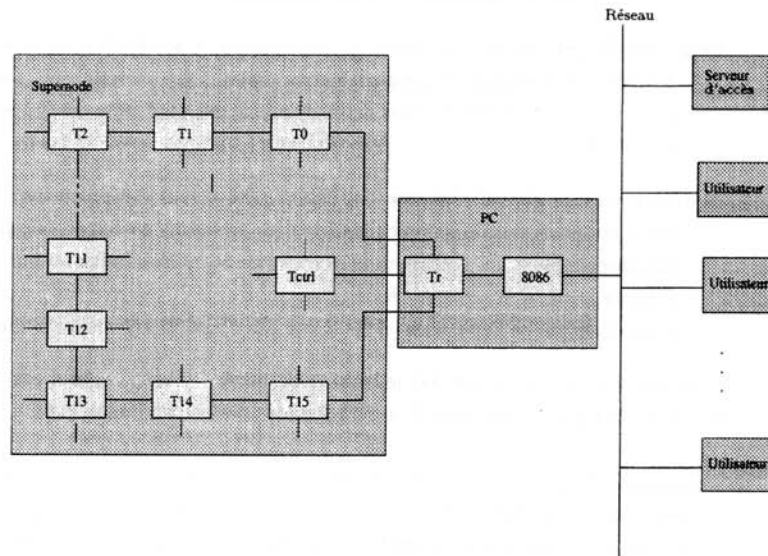 Réseau
Supernode
Serveur
d'accès
T2
T1
T0
Utilisateur
PC
T11
Tctrl
Tr
8086
Utilisateur
T12
T13
T14
T15
Utilisateur